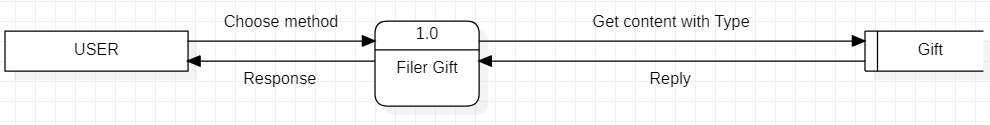 Choose method
Get content with Type
1.0
USER
Gift
Filer Gift
Response
Reply